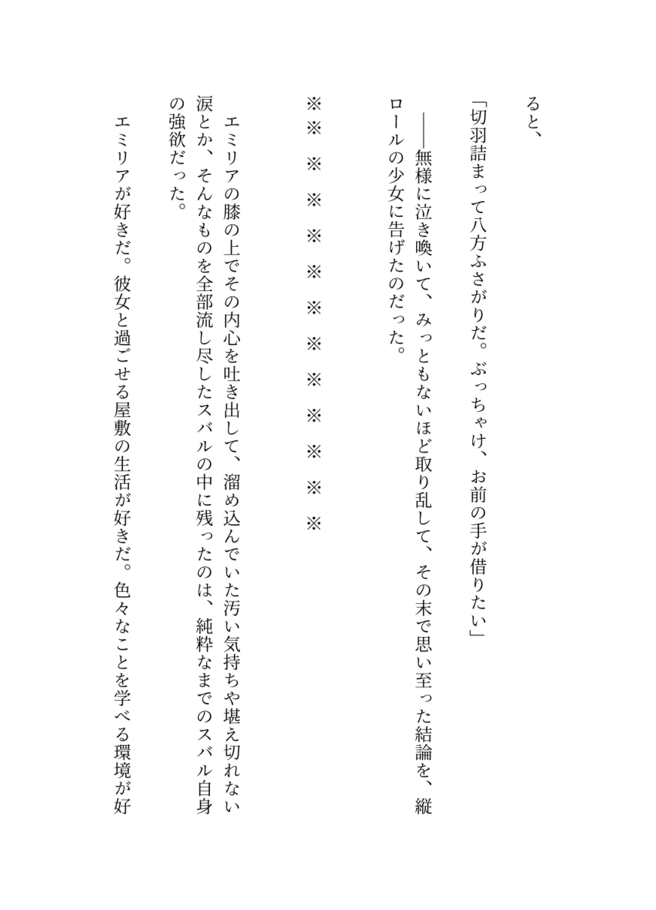 ると、
「切羽詰まって八方ふさがりだ。ぶっちゃけ、お前の手が借りたい」
――無様に泣き喚いて、みっともないほど取り乱して、その末で思い至った結論を、縦
ロールの少女に告げたのだった。
※※ ※ ※ ※ ※ ※ ※ ※ ※ ※ ※ ※
エミリアの膝の上でその内心を吐き出して、溜め込んでいた汚い気持ちや堪え切れない
涙とか、そんなものを全部流し尽したスバルの中に残ったのは、純粋なまでのスバル自身
の強欲だった。
エミリアが好きだ。彼女と過ごせる屋敷の生活が好きだ。色々なことを学べる環境が好